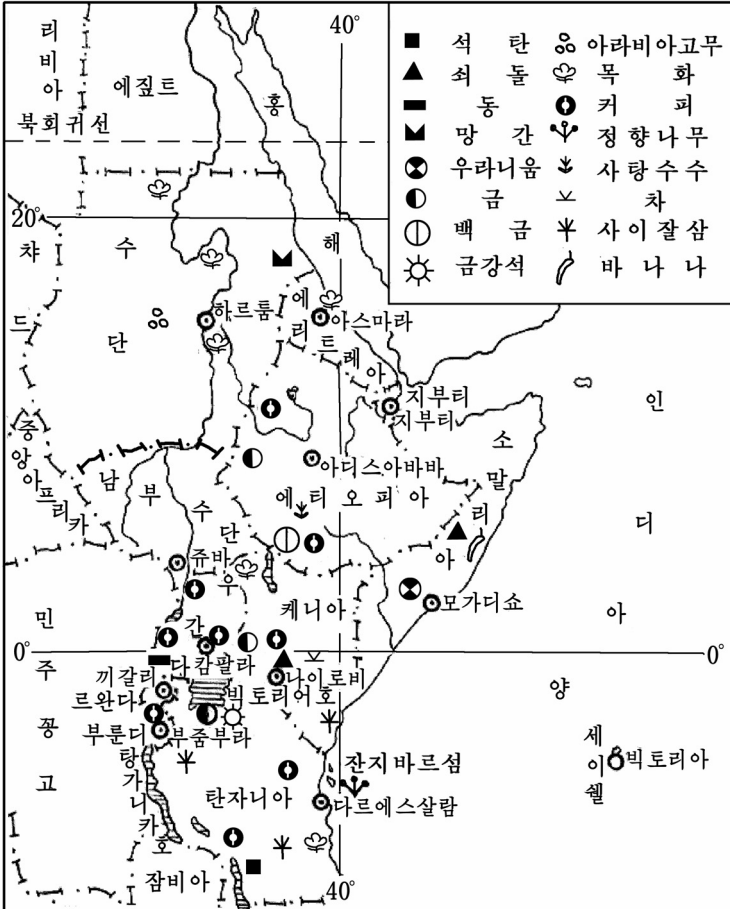 40°
석 탄
쇠 돌
동
망 간
우라니움
금
백 금
금강석
아라비아고무
목 화
커 피
정향나무
사탕수수
차
사이잘삼
바나나
리비아
에짚트
북회귀선
홍해
20°
챠드
수단
하르툼
에리트레아
아스마라
지부티
지부티
인디아양
소말리아
중앙아프리카
남부수단
아디스아바바
에티오피아
쥬바
우간다
케니아
모가디쇼
0°
0°
민주꽁고
캄팔라
끼갈리
나이로비
르완다
빅토리어호
부룬디
부줌부라
탕가니카호
잔지바르섬
세이쉘
빅토리아
탄자니아
다르에스살람
잠비아
40°